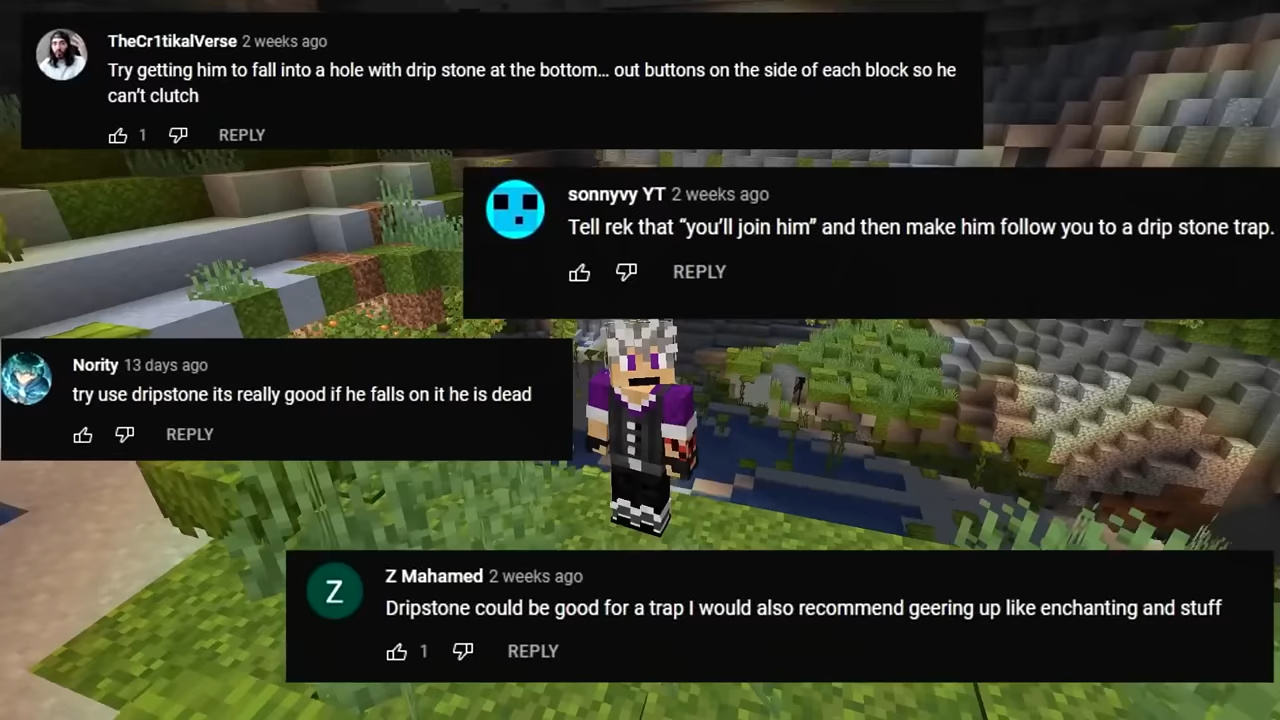 TheCr1tikalVerse 2 weeks ago
Try getting him to fall into a hole with drip stone at the bottom... out buttons on the side of each block so he
can't clutch
1 REPLY
sonnyvy YT 2 weeks ago
Tell rek that “you'll join him” and then make him follow you to a drip stone trap.
REPLY
Nority 13 days ago
try use dripstone its really good if he falls on it he is dead
REPLY
Z
Z Mahamed 2 weeks ago
Dripstone could be good for a trap I would also recommend geering up like enchanting and stuff
1 REPLY